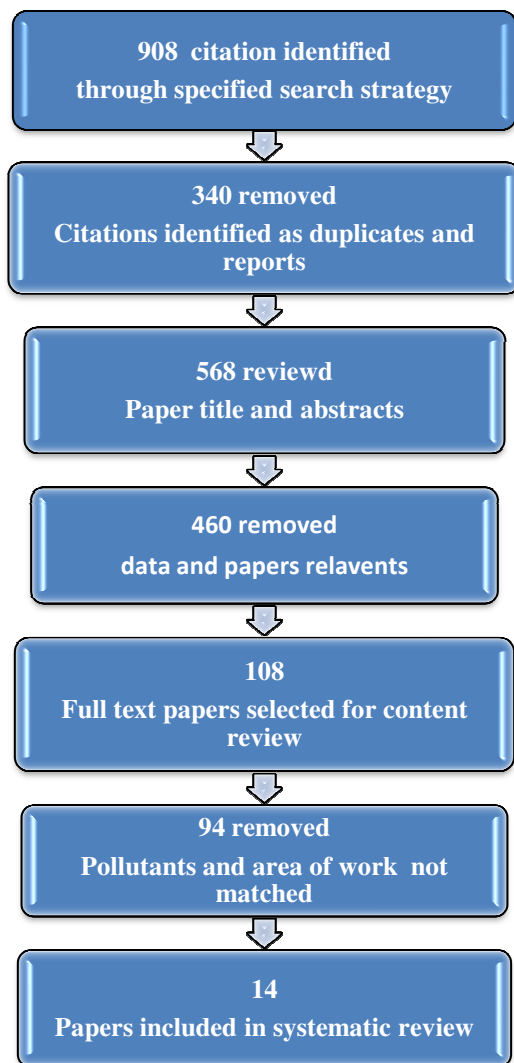 908 citation identified
through specified search strategy
340 removed
Citations identified as duplicates and
reports
568 reviewd
Paper title and abstracts
460 removed
data and papers relavents
108
Full text papers selected for content
review
94 removed
Pollutants and area of work not
matched
14
Papers included in systematic review